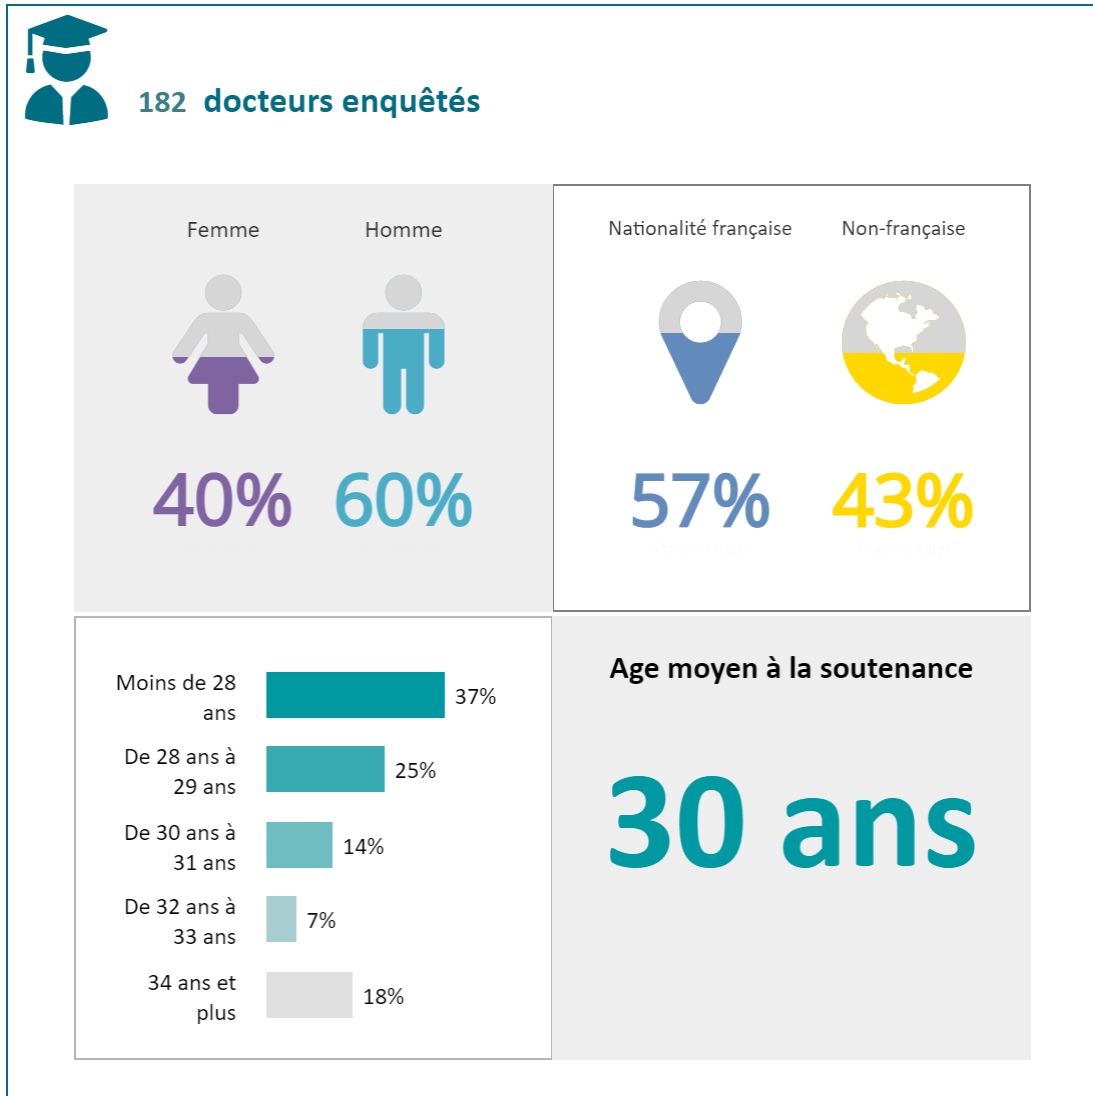 182 docteurs enquêtés
Femme
Homme
40%
60%
Nationalité française
Non-française
57%
43%
Moins de 28
ans
37%
De 28 ans à
29 ans
25%
De 30 ans à
31 ans
14%
De 32 ans à
33 ans
7%
34 ans et
plus
18%
Age moyen à la soutenance
30 ans